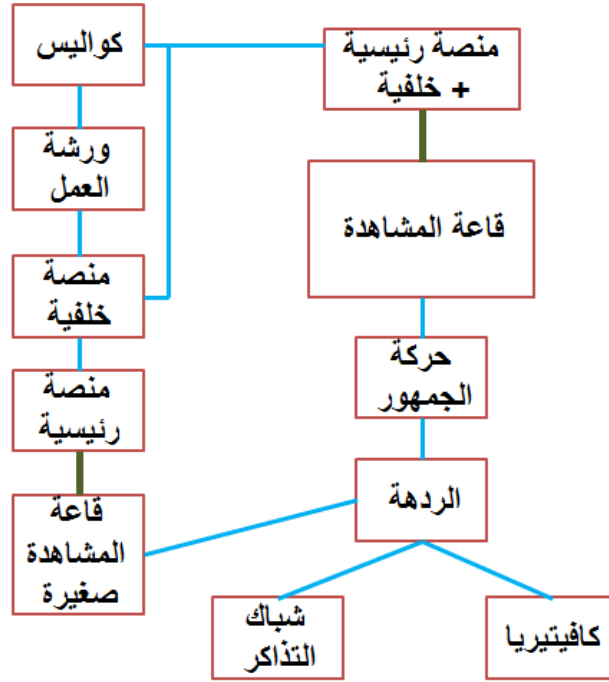 كواليس
منصة رئيسية
+ خلفية
ورشة
العمل
قاعة المشاهدة
منصة
خلفية
حركة
الجمهور
منصة
رئيسية
الردهة
قاعة
المشاهدة
صغيرة
شباك
التذاكر
كافيتيريا